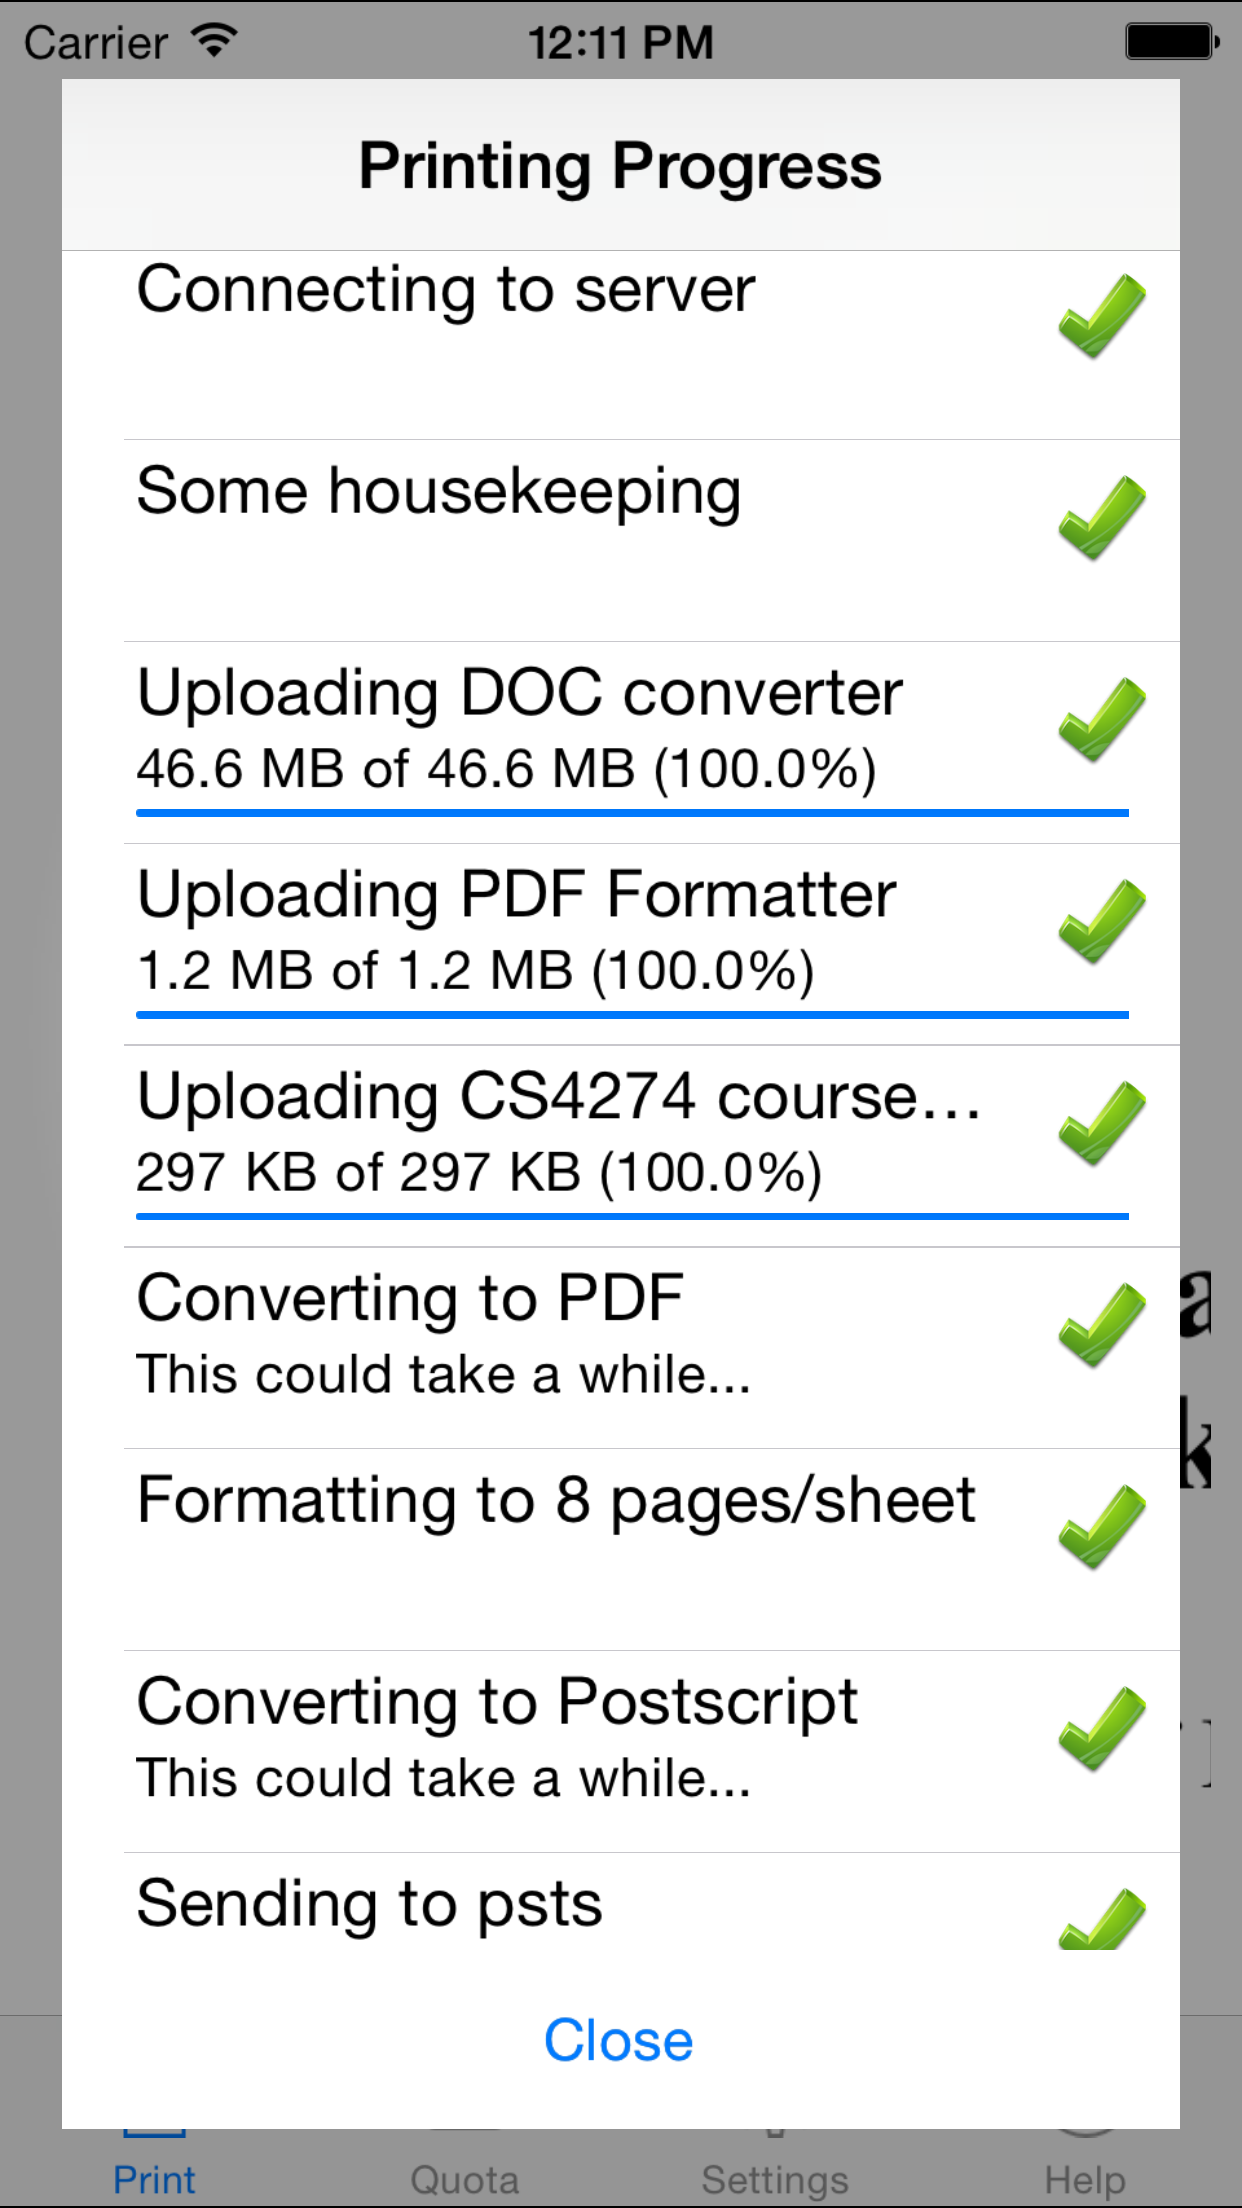 Carrier 12:11 PM
Printing Progress
Connecting to server
Some housekeeping
Uploading DOC converter
46.6 MB of 46.6 MB (100.0%)
Uploading PDF Formatter
1.2 MB of 1.2 MB (100.0%)
Uploading CS4274 course...
297 KB of 297 KB (100.0%)
Converting to PDF
This could take a while...
Formatting to 8 pages/sheet
Converting to Postscript
This could take a while...
Sending to psts
Close
Print Quota Settings Help